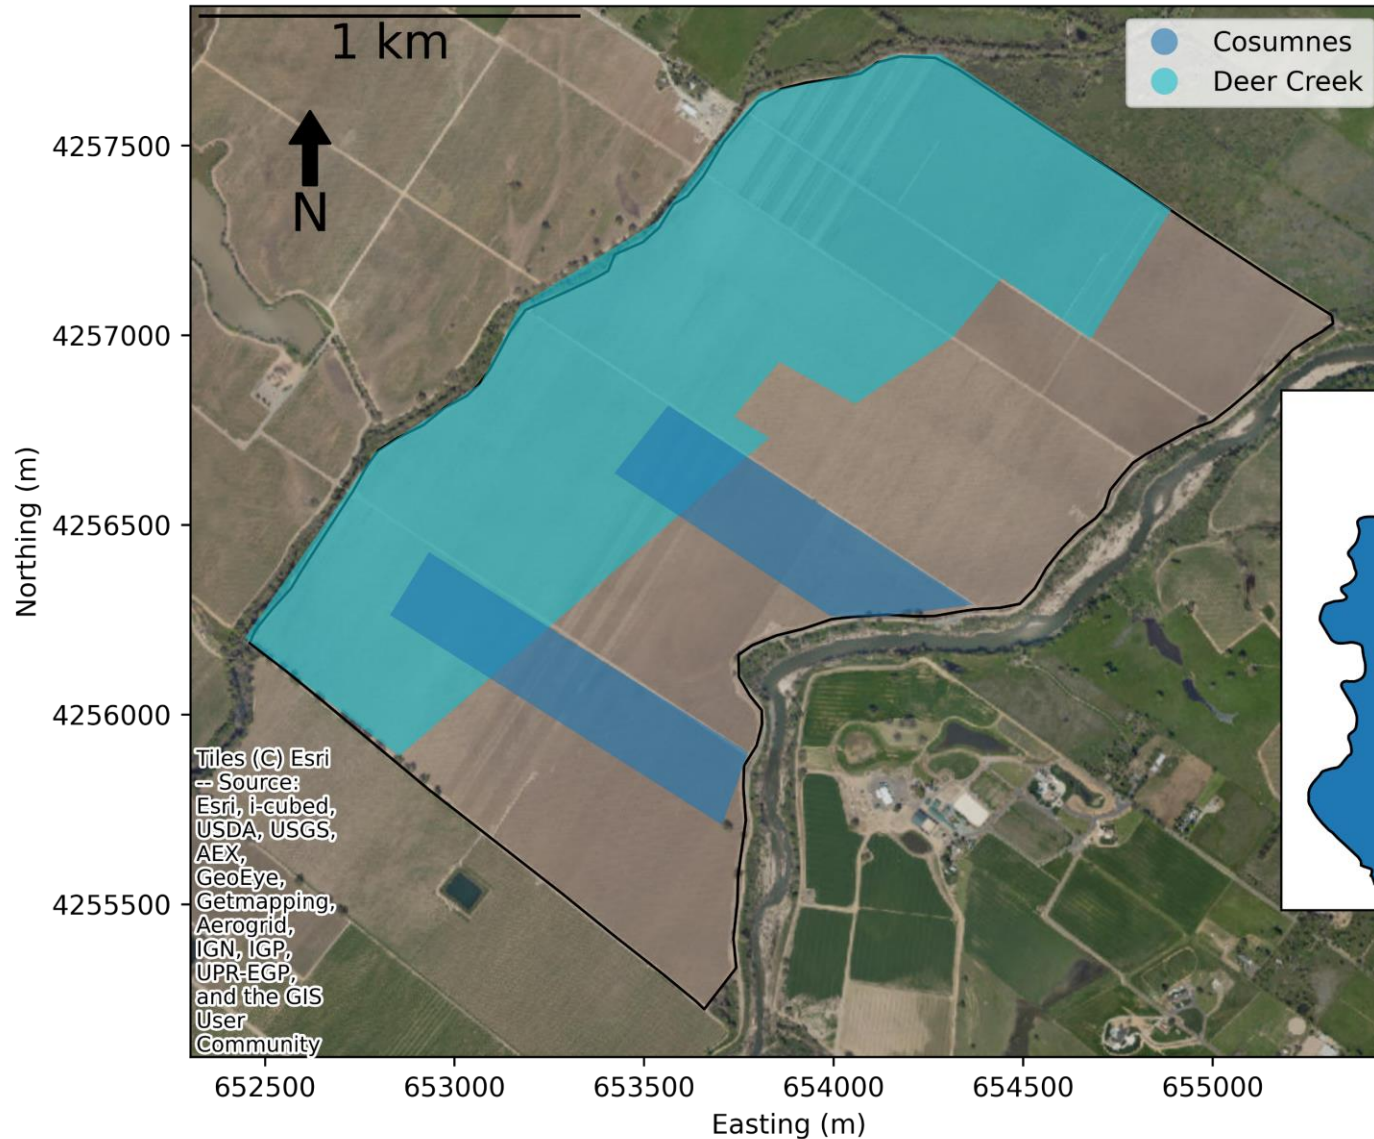 1 km
N
Cosumnes
Deer Creek
4257500
4257000
4256500
4256000
4255500
Northing (m)
Tiles (C) Esri
-- Source:
Esri, i-cubed,
USDA, USGS,
AEX,
GeoEye,
Getmapping,
Aerogrid,
IGN, IGP,
UPR-EGP,
and the GIS
User
Community
652500
653000
653500
654000
654500
655000
Easting (m)